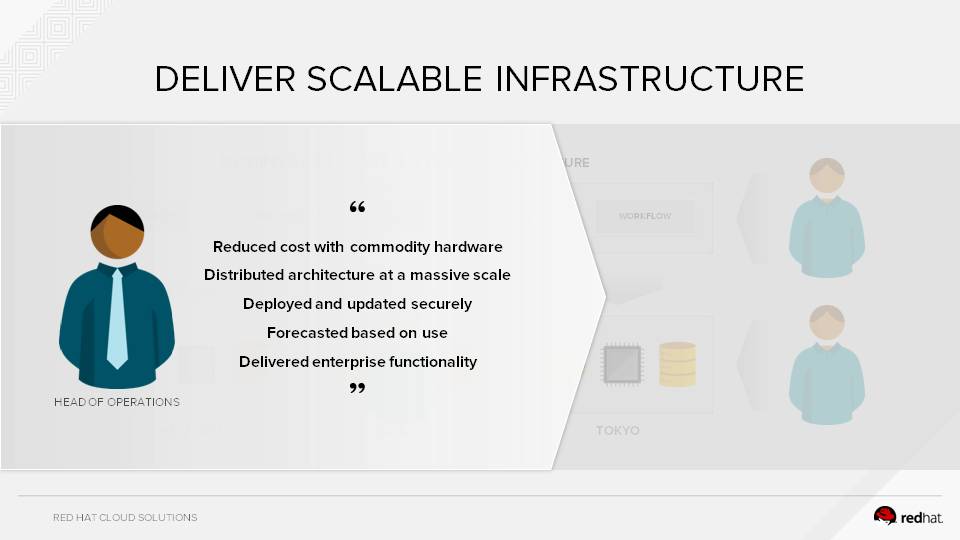 DELIVER SCALABLE INFRASTRUCTURE
URE
WORKFLOW
“
Reduced cost with commodity hardware
Distributed architecture at a massive scale
Deployed and updated securely
Forecasted based on use
Delivered enterprise functionality
”
HEAD OF OPERATIONS
TOKYO
RED HAT CLOUD SOLUTIONS
redhat.